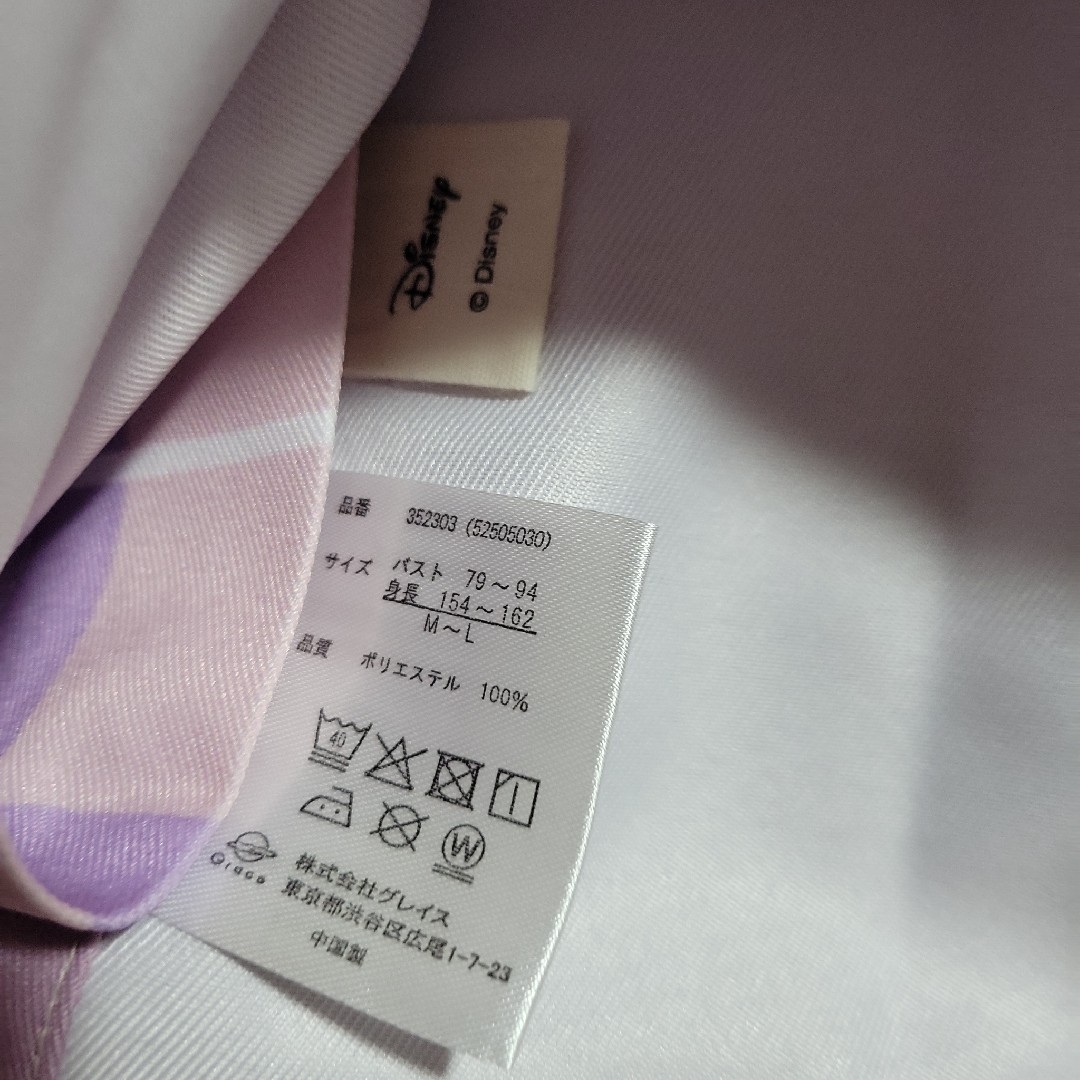 Disney
© Disney
品番 352303 (52505030)
サイズ バスト 79～94
身長 154～162
M～L
品質 ポリエステル 100%
40
W
株式会社グレイス
東京都渋谷区広尾1-7-23
中国製